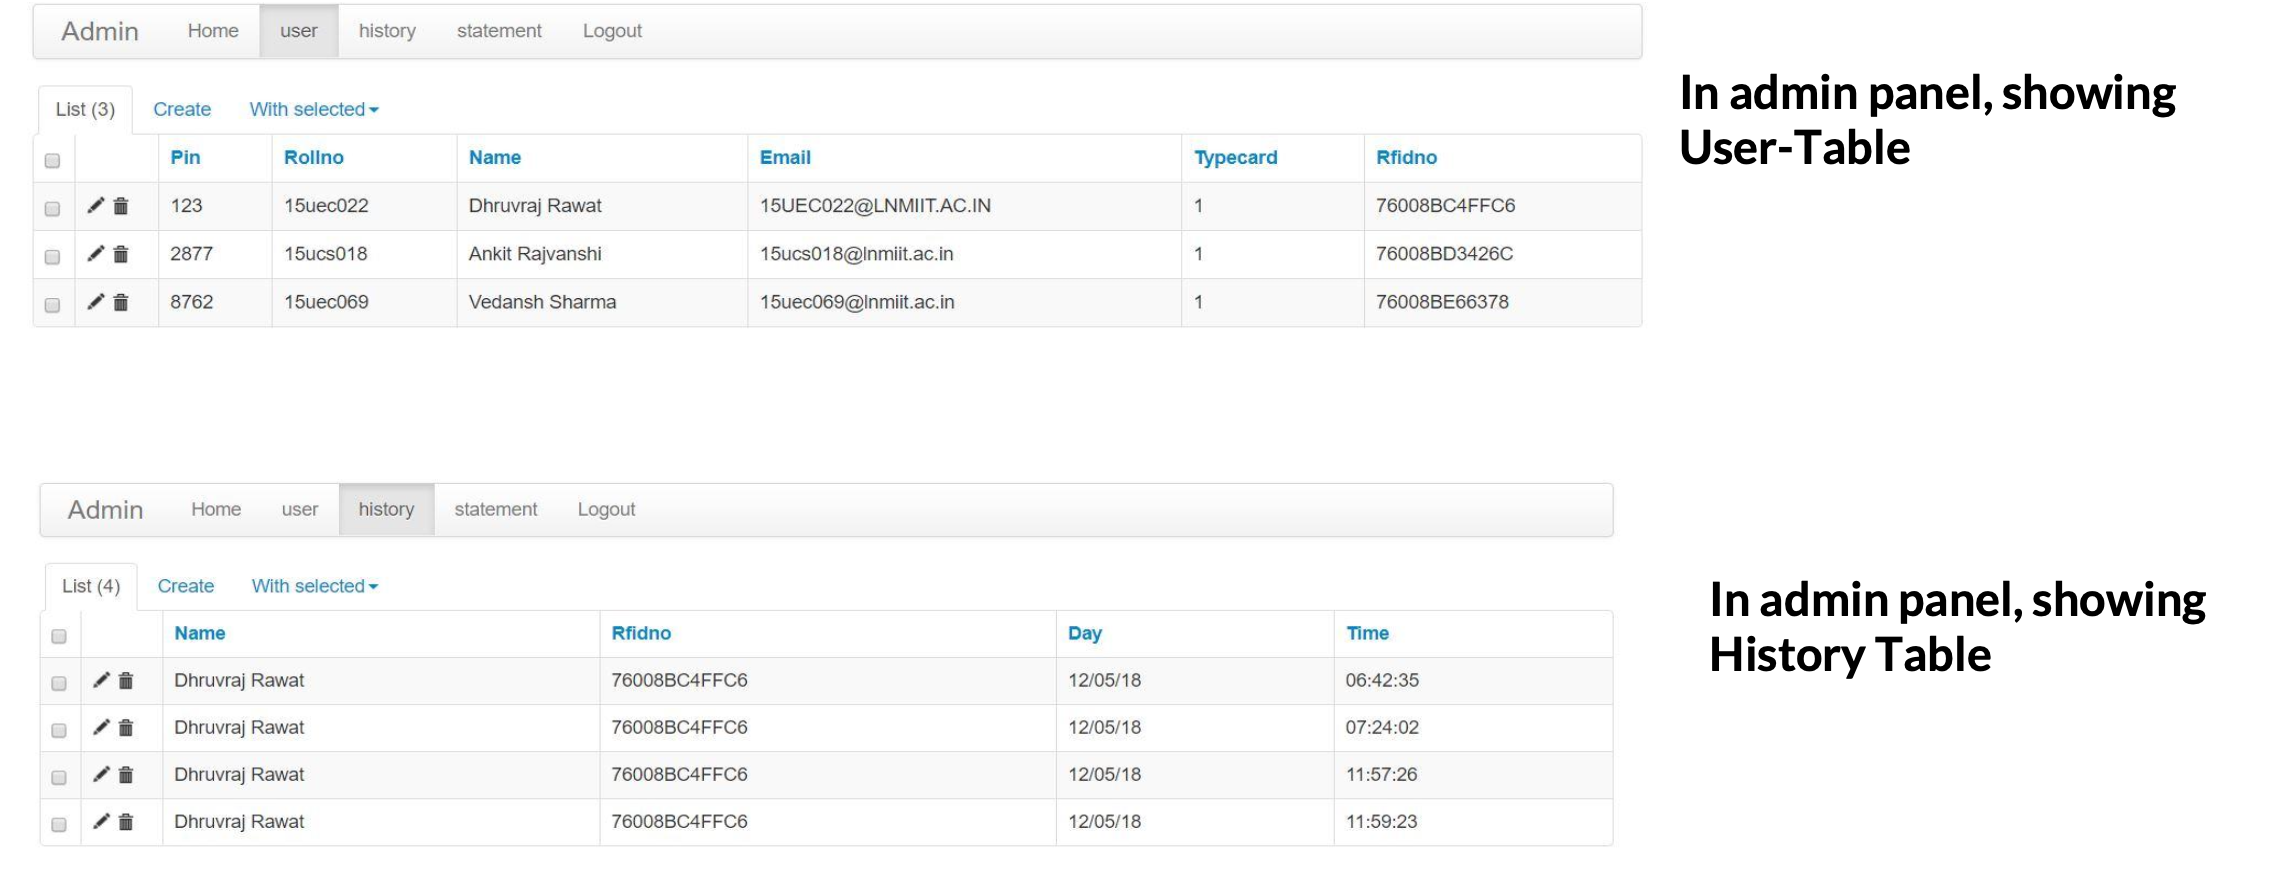 Admin Home user history statement Logout
List (3) Create With selected
Pin Rollno Name Email Typecard Rfidno
123 15uec022 Dhruvraj Rawat 15UEC022@LNMIIT.AC.IN 1 76008BC4FFC6
2877 15ucs018 Ankit Rajvanshi 15ucs018@lnmiit.ac.in 1 76008BD3426C
8762 15uec069 Vedansh Sharma 15uec069@lnmiit.ac.in 1 76008BE66378
In admin panel, showing
User-Table
Admin Home user history statement Logout
List (4) Create With selected
Name Rfidno Day Time
Dhruvraj Rawat 76008BC4FFC6 12/05/18 06:42:35
Dhruvraj Rawat 76008BC4FFC6 12/05/18 07:24:02
Dhruvraj Rawat 76008BC4FFC6 12/05/18 11:57:26
Dhruvraj Rawat 76008BC4FFC6 12/05/18 11:59:23
In admin panel, showing
History Table